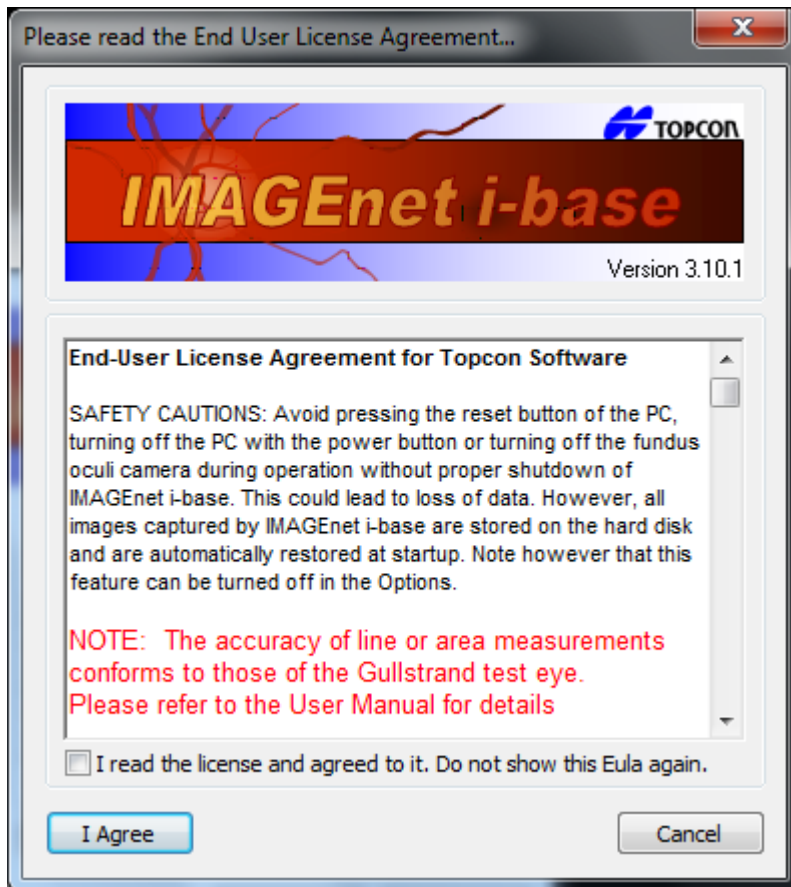 Please read the End User License Agreement...
TOPCON
IMAGEnet i-base
Version 3.10.1
End-User License Agreement for Topcon Software
SAFETY CAUTIONS: Avoid pressing the reset button of the PC,
turning off the PC with the power button or turning off the fundus
oculi camera during operation without proper shutdown of
IMAGEnet i-base. This could lead to loss of data. However, all
images captured by IMAGEnet i-base are stored on the hard disk
and are automatically restored at startup. Note however that this
feature can be turned off in the Options.
NOTE: The accuracy of line or area measurements
conforms to those of the Gullstrand test eye.
Please refer to the User Manual for details
I read the license and agreed to it. Do not show this Eula again.
I Agree
Cancel